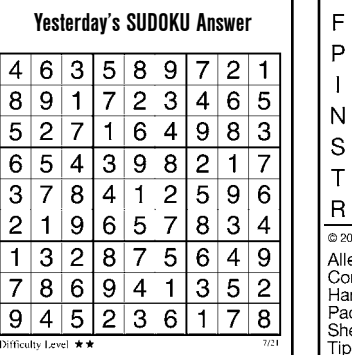 Yesterday's SUDOKU Answer
4 6 3 5 8 9 7 2 1
8 9 1 7 2 3 4 6 5
5 2 7 1 6 4 9 8 3
6 5 4 3 9 8 2 1 7
3 7 8 4 1 2 5 9 6
2 1 9 6 5 7 8 3 4
1 3 2 8 7 5 6 4 9
7 8 6 9 4 1 3 5 2
9 4 5 2 3 6 1 7 8
Difficulty Level ★★ 7/21
F
P
I
N
S
T
R
© 20
Alle
Con
Har
Pac
She
Tip